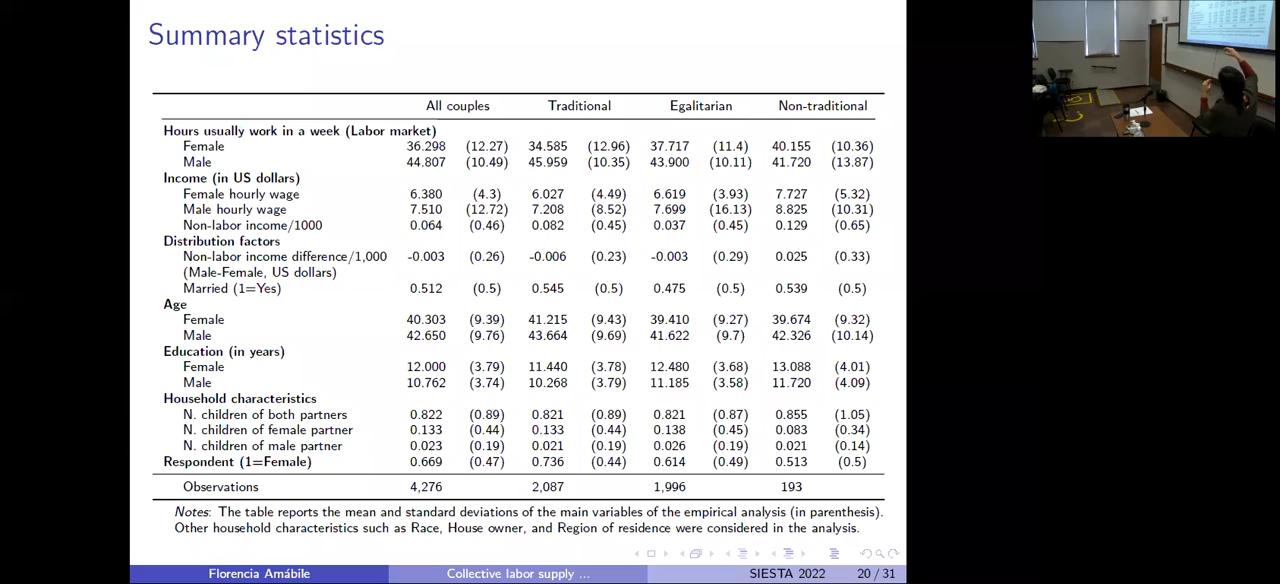 Summary statistics
All couples Traditional Egalitarian Non-traditional
Hours usually work in a week (Labor market)
Female 36.298 (12.27) 34.585 (12.96) 37.717 (11.4) 40.155 (10.36)
Male 44.807 (10.49) 45.959 (10.35) 43.900 (10.11) 41.720 (13.87)
Income (in US dollars)
Female hourly wage 6.380 (4.3) 6.027 (4.49) 6.619 (3.93) 7.727 (5.32)
Male hourly wage 7.510 (12.72) 7.208 (8.52) 7.699 (16.13) 8.825 (10.31)
Non-labor income/1000 0.064 (0.46) 0.082 (0.45) 0.037 (0.45) 0.129 (0.65)
Distribution factors
Non-labor income difference/1,000 -0.003 (0.26) -0.006 (0.23) -0.003 (0.29) 0.025 (0.33)
(Male-Female, US dollars)
Married (1=Yes) 0.512 (0.5) 0.545 (0.5) 0.475 (0.5) 0.539 (0.5)
Age
Female 40.303 (9.39) 41.215 (9.43) 39.410 (9.27) 39.674 (9.32)
Male 42.650 (9.76) 43.664 (9.69) 41.622 (9.7) 42.326 (10.14)
Education (in years)
Female 12.000 (3.79) 11.440 (3.78) 12.480 (3.68) 13.088 (4.01)
Male 10.762 (3.74) 10.268 (3.79) 11.185 (3.58) 11.720 (4.09)
Household characteristics
N. children of both partners 0.822 (0.89) 0.821 (0.89) 0.821 (0.87) 0.855 (1.05)
N. children of female partner 0.133 (0.44) 0.133 (0.44) 0.138 (0.45) 0.083 (0.34)
N. children of male partner 0.023 (0.19) 0.021 (0.19) 0.026 (0.19) 0.021 (0.14)
Respondent (1=Female) 0.669 (0.47) 0.736 (0.44) 0.614 (0.49) 0.513 (0.5)
Observations 4,276 2,087 1,996 193
Notes: The table reports the mean and standard deviations of the main variables of the empirical analysis (in parenthesis).
Other household characteristics such as Race, House owner, and Region of residence were considered in the analysis.
Florencia Amábile Collective labor supply ... SIESTA 2022 20 / 31